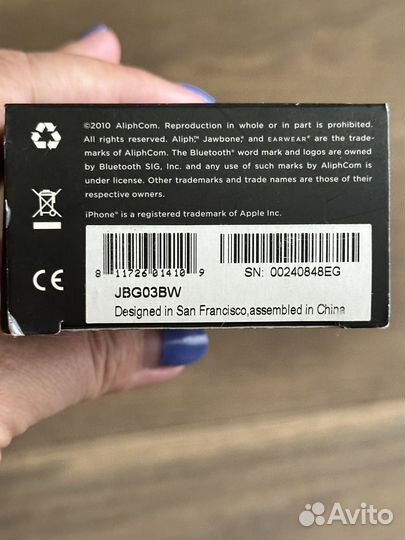 ©2010 AliphCom. Reproduction in whole or in part is prohibited.
All rights reserved. Aliph,™ Jawbone,® and EARWEAR® are the trade-
marks of AliphCom. The Bluetooth® word mark and logos are owned
by Bluetooth SIG, Inc. and any use of such marks by AliphCom is
under license. Other trademarks and trade names are those of their
respective owners.
iPhone® is a registered trademark of Apple Inc.
8 11726 01410 9
SN: 00240848EG
JBG03BW
Designed in San Francisco,assembled in China
CE
Avito